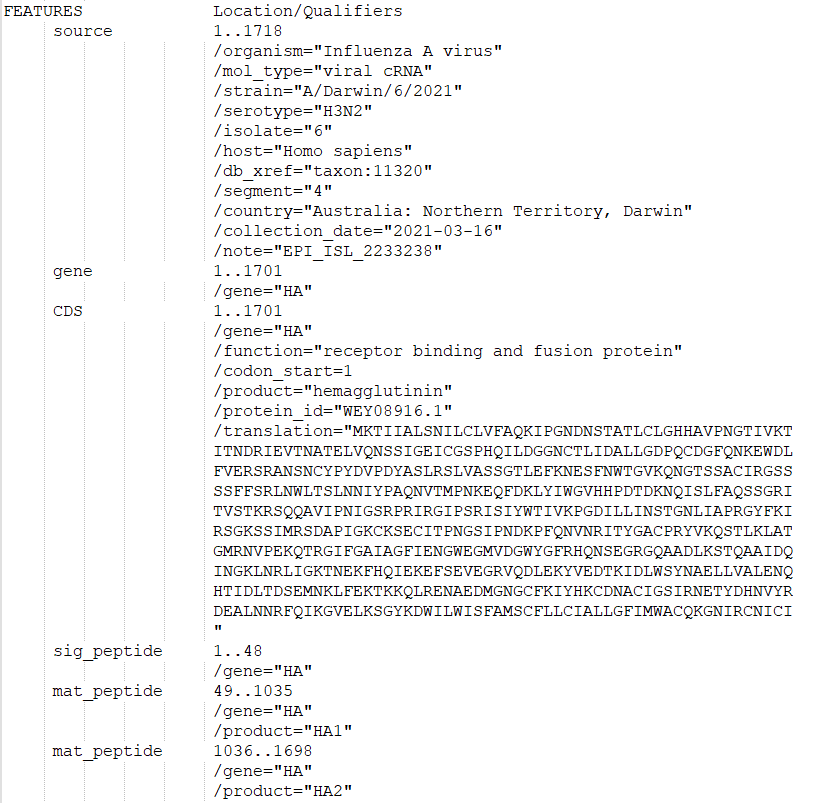 FEATURES             Location/Qualifiers
     source          1..1718
                     /organism="Influenza A virus"
                     /mol_type="viral cRNA"
                     /strain="A/Darwin/6/2021"
                     /serotype="H3N2"
                     /isolate="6"
                     /host="Homo sapiens"
                     /db_xref="taxon:11320"
                     /segment="4"
                     /country="Australia: Northern Territory, Darwin"
                     /collection_date="2021-03-16"
                     /note="EPI_ISL_2233238"
     gene            1..1701
                     /gene="HA"
     CDS             1..1701
                     /gene="HA"
                     /function="receptor binding and fusion protein"
                     /codon_start=1
                     /product="hemagglutinin"
                     /protein_id="WEY08916.1"
                     /translation="MKTIIALSNILCLVFAQKIPGNDNSTATLCLGHHAVPNGTIVKT
                     ITNDRIEVTNATELVQNSSIGEICGSPHQILDGGNCTLIDALLGDPQCDGFQNKEWDL
                     FVERSRANSNCYPYDVPDYASLRSLVASSGTLEFKNESFNWTGVKQNGTSSACIRGSS
                     SSFFSRLNWLTSLNNIYPAQNVTMPNKEQFDKLYIWGVHHPDTDKNQISLFAQSSGRI
                     TVSTKRSQQAVIPNIGSRPRIRGIPSRISIYWTIVKPGDILLINSTGNLIAPRGYFKI
                     RSGKSSIMRSDAPIGKCKSECITPNGSIPNDKPFQNVNRITYGACPRYVKQSTLKLAT
                     GMRNVPEKQTRGIFGAIAGFIENGWEGMVDGWYGFRHQNSEGRGQAADLKSTQAAIDQ
                     INGKLNRLIGKTNEKFHQIEKEFSEVEGRVQDLEKYVEDTKIDLWSYNAELLVALENQ
                     HTIDLTDSEMNKLFEKTKKQLRENAEDMGNGCFKIYHKCDNACIGSIRNETYDHNVYR
                     DEALNNRFQIKGVELKSGYKDWILWISFAMSCFLLCIALLGFIMWACQKGNIRCNICI
                     "
     sig_peptide     1..48
                     /gene="HA"
     mat_peptide     49..1035
                     /gene="HA"
                     /product="HA1"
     mat_peptide     1036..1698
                     /gene="HA"
                     /product="HA2"